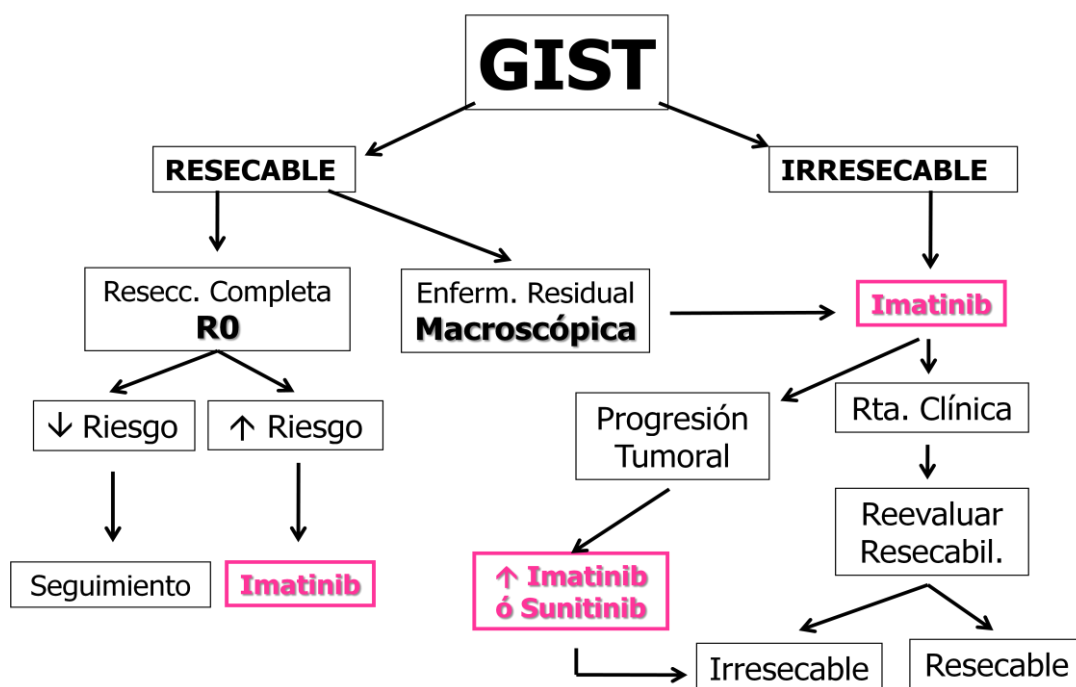 GIST
RESECABLE
IRRESECABLE
Resecc. Completa
R0
Enferm. Residual
Macroscópica
Imatinib
↓ Riesgo
↑ Riesgo
Progresión
Tumoral
Rta. Clínica
Seguimiento
Imatinib
↑ Imatinib
ó Sunitinib
Reevaluar
Resecabil.
Irresecable
Resecable